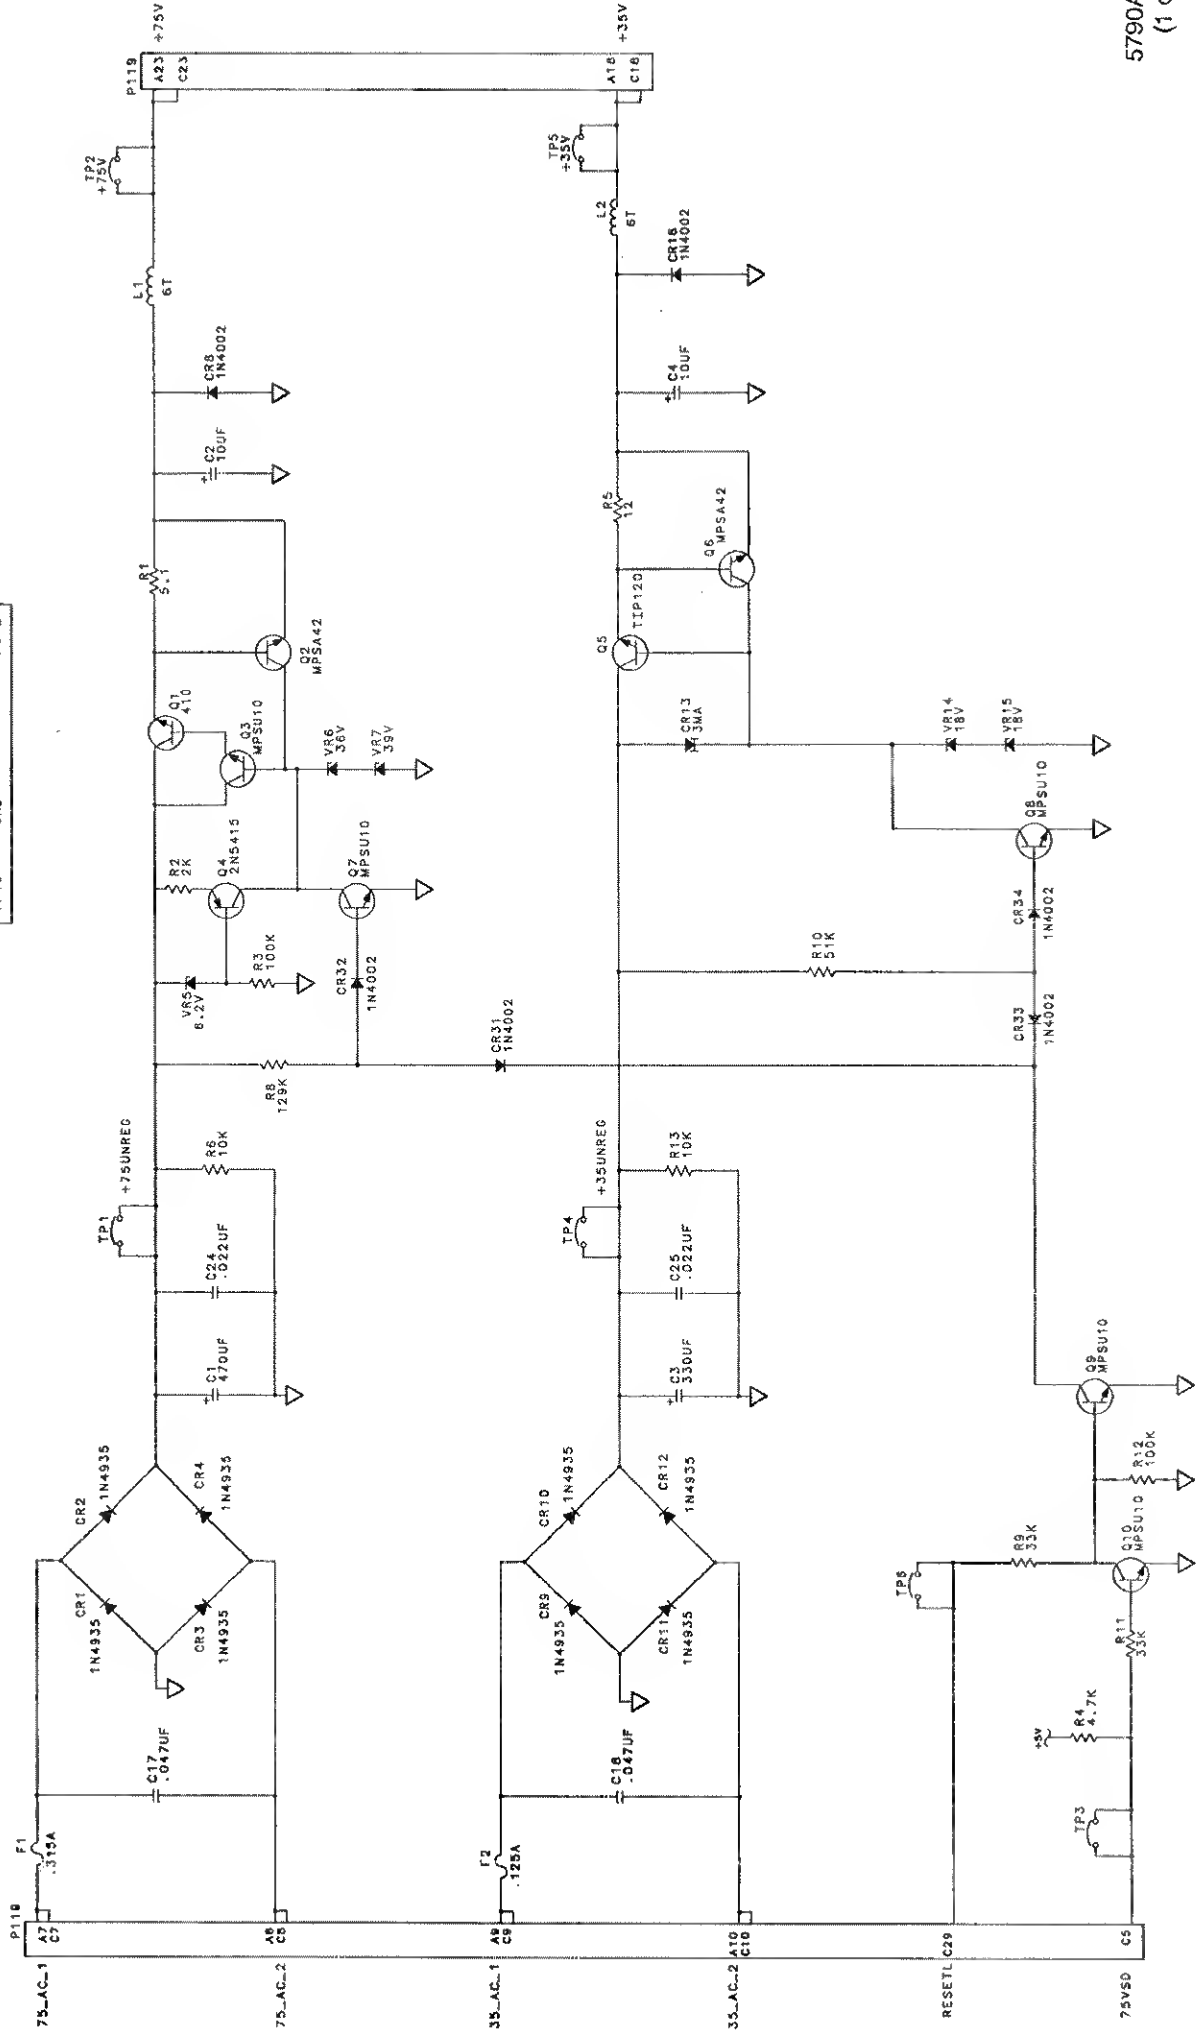 5790A
P119
A23
C23
+75V
A18
C18
+35V
TP2
+75V
L1
6T
CR8
1N4002
C2
10UF
R1
5.1
Q2
MPSA42
Q1
410
Q3
MPSU10
VR6
36V
VR7
39V
R2
2K
Q4
2N5415
Q7
MPSU10
VR5
6.2V
R3
100K
CR32
1N4002
R8
129K
CR31
1N4002
TP1
+75UNREG
R6
10K
C24
.022UF
C1
470UF
CR2
1N4935
CR4
1N4935
CR1
1N4935
CR3
1N4935
C17
.047UF
F1
.315A
TP5
+35V
L2
6T
CR16
1N4002
C4
10UF
R5
12
Q6
MPSA42
Q5
TIP120
CR13
3MA
VR14
18V
VR15
18V
Q8
MPSU10
CR34
1N4002
R10
51K
CR33
1N4002
TP4
+35UNREG
R13
10K
C25
.022UF
C3
330UF
CR10
1N4935
CR12
1N4935
CR9
1N4935
CR11
1N4935
C18
.047UF
F2
.125A
Q9
MPSU10
R12
100K
R9
33K
Q10
MPSU10
TP6
R11
33K
R4
4.7K
+5V
TP3
75_AC_1
A7
C7
75_AC_2
35_AC_1
A9
C9
35_AC_2
A10
C10
RESETL
C29
75VSD
C5